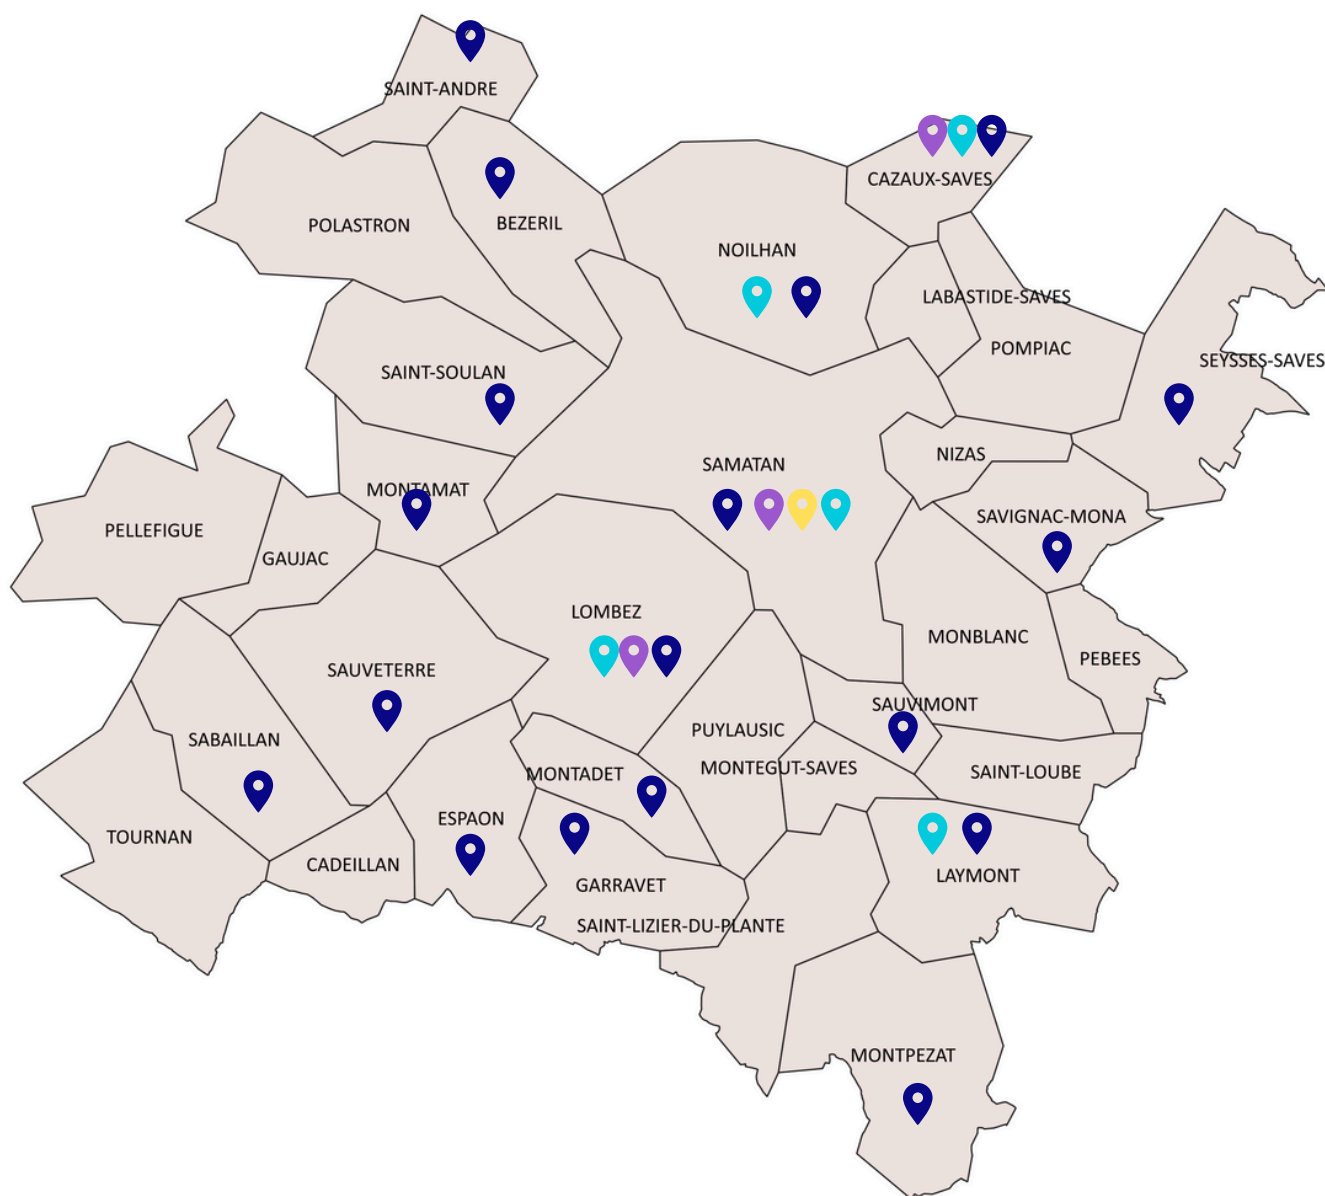 SAINT-ANDRE
CAZAUX-SAVES
POLASTRON
BEZERIL
NOILHAN
LABASTIDE-SAVES
POMPIAC
SEYSSES-SAVES
SAINT-SOULAN
NIZAS
SAMATAN
MONTAMAT
SAVIGNAC-MONA
PELLEFIGUE
GAUJAC
LOMBEZ
MONBLANC
PEBEES
SAUVETERRE
SAUVIMONT
PUYLAUSIC
SABAILLAN
MONTEGUT-SAVES
SAINT-LOUBE
MONTADET
ESPAON
TOURNAN
CADEILLAN
LAYMONT
GARRAVET
SAINT-LIZIER-DU-PLANTE
MONTPEZAT